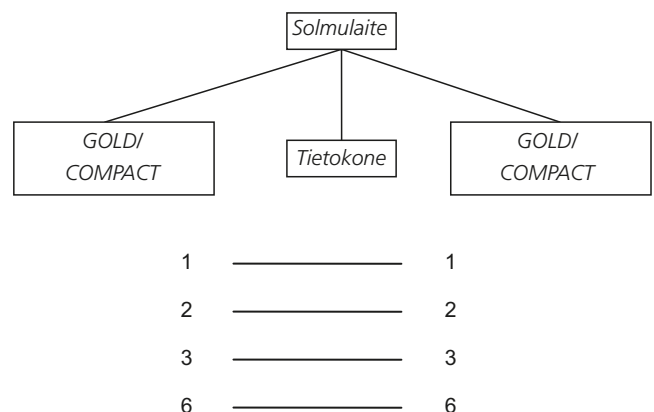 Solmulaite
GOLD/
COMPACT
Tietokone
GOLD/
COMPACT
1 1
2 2
3 3
6 6